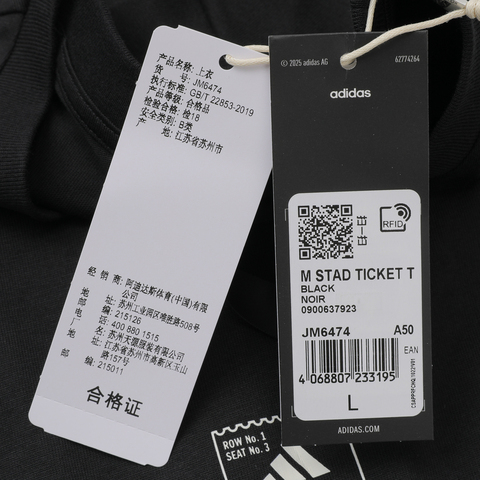 产品名称: 上衣
货 号: JM6474
执行标准: GB/T 22853-2019
产品等级: 合格品
检验合格: 检18
安全类别: B类
产 地: 江苏省苏州市
经 销 商: 阿迪达斯体育(中国)有限
公司
地 址: 苏州工业园区唯胜路508号
邮 编: 215126
电 话: 400 880 1515
厂 名: 苏州天源服装有限公司
地 址: 江苏省苏州市高新区玉山
路157号
邮 编: 215011
合格证
© 2025 adidas AG
62774264
adidas
RFID
M STAD TICKET T
BLACK
NOIR
0900637923
JM6474 A50
EAN
4 068807 233195
L
ADIDAS.COM
ROW No.1
SEAT No.3